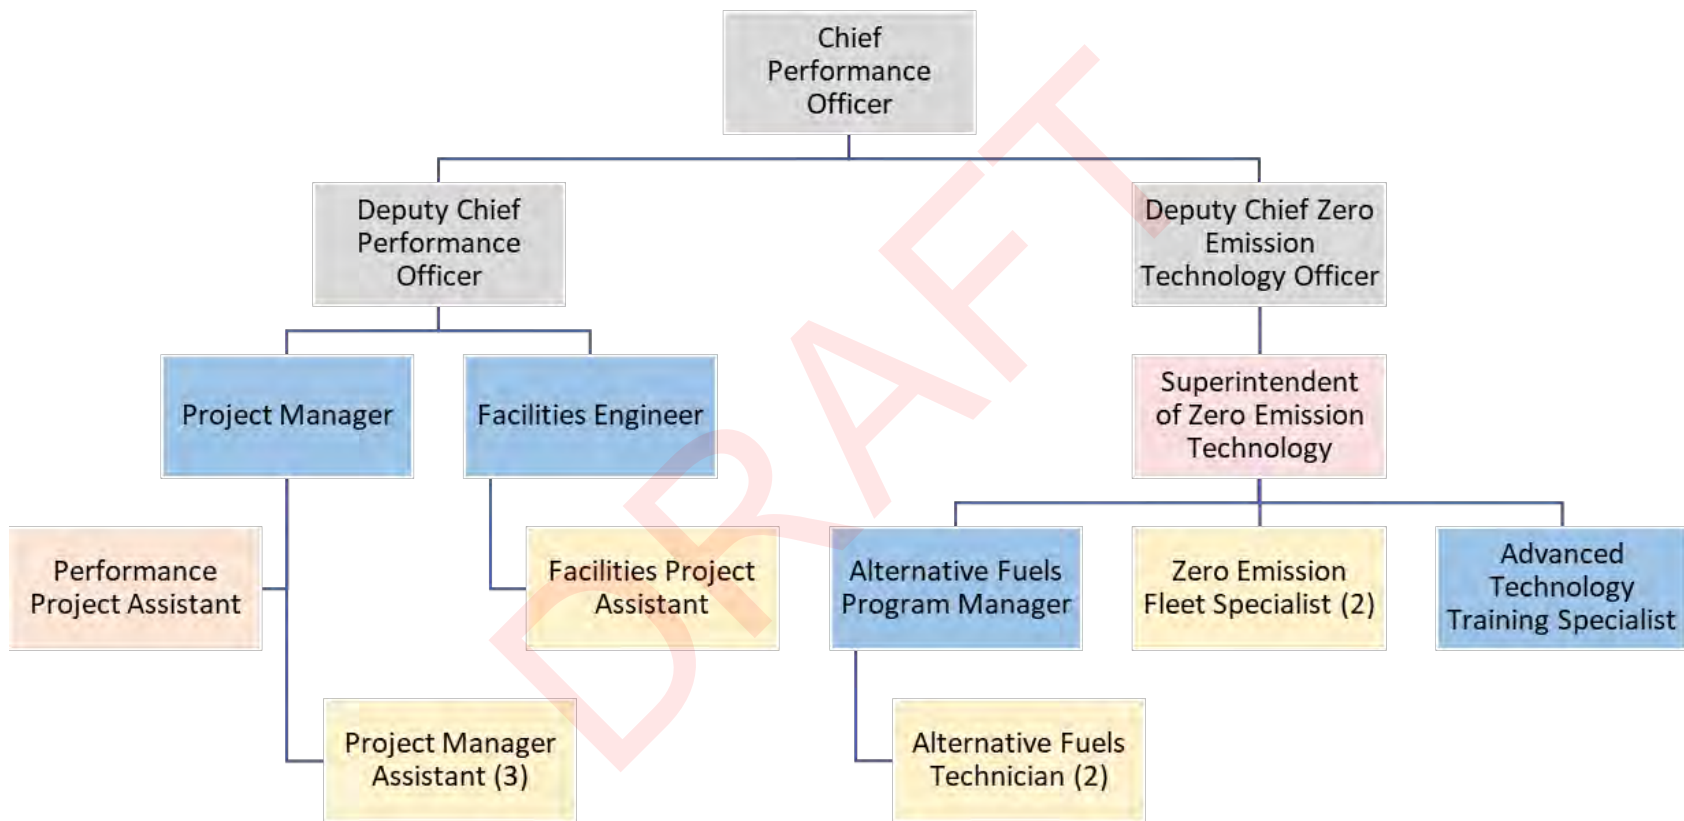 Chief
Performance
Officer
Deputy Chief
Performance
Officer
Deputy Chief Zero
Emission
Technology Officer
Project Manager
Facilities Engineer
Superintendent
of Zero Emission
Technology
Performance
Project Assistant
Facilities Project
Assistant
Alternative Fuels
Program Manager
Zero Emission
Fleet Specialist (2)
Advanced
Technology
Training Specialist
Project Manager
Assistant (3)
Alternative Fuels
Technician (2)
DRAFT